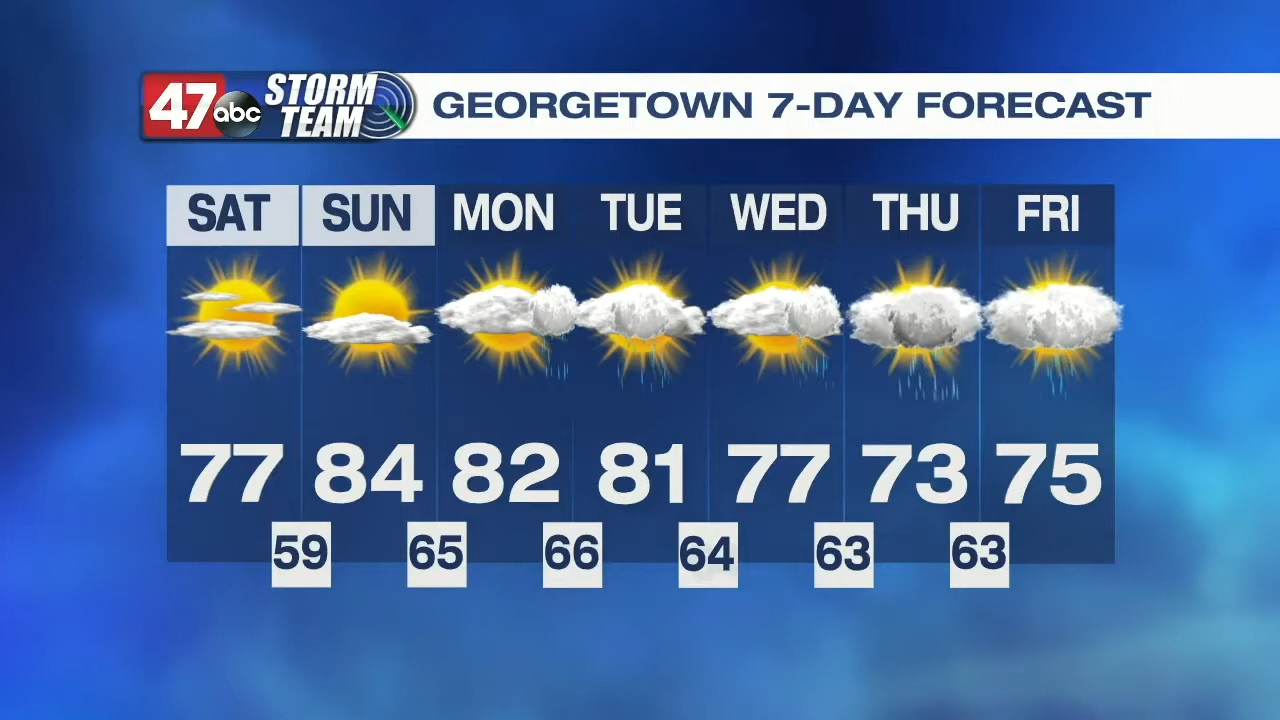 47 abc STORM TEAM
GEORGETOWN 7-DAY FORECAST
SAT SUN MON TUE WED THU FRI
77 84 82 81 77 73 75
59 65 66 64 63 63